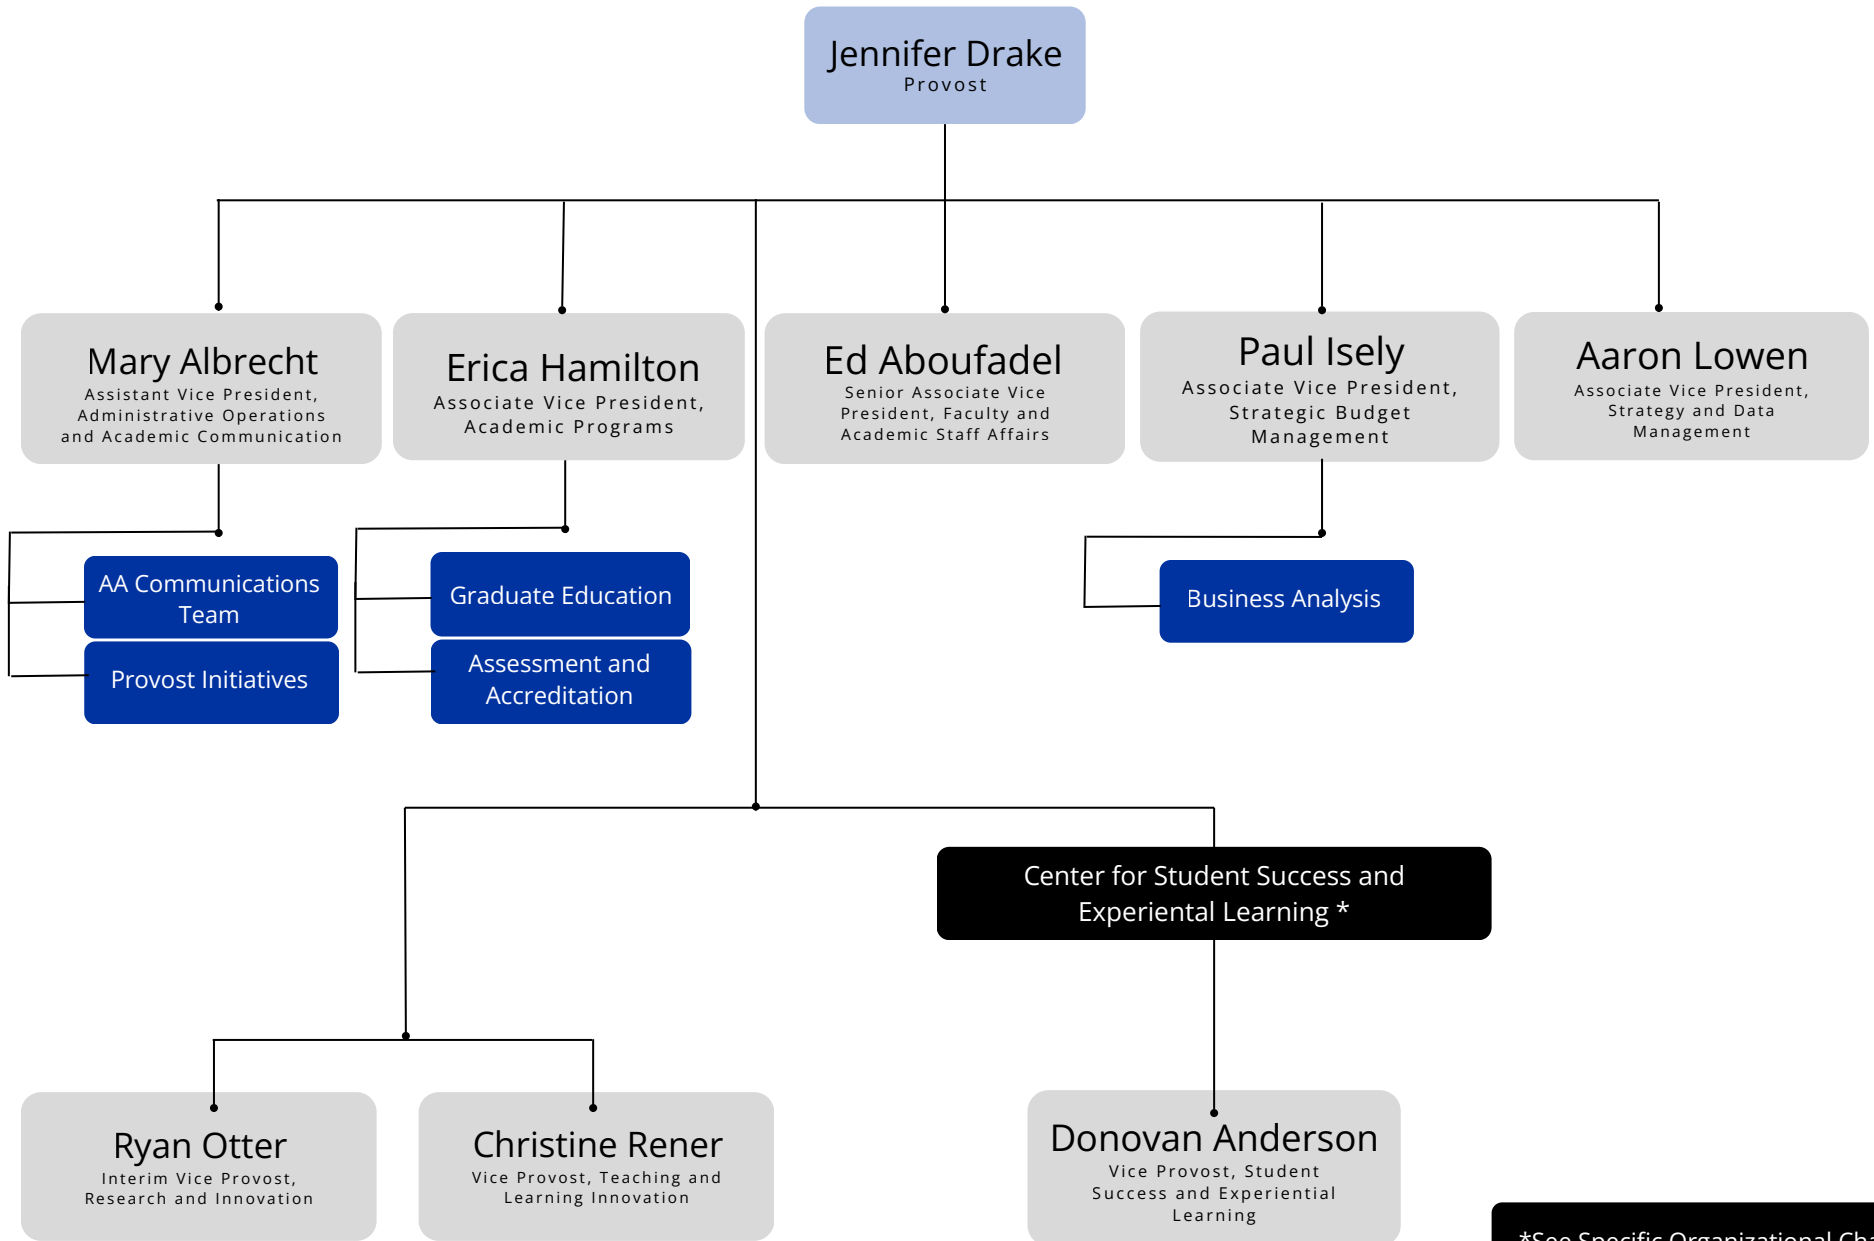 Jennifer Drake
Provost
Mary Albrecht
Assistant Vice President,
Administrative Operations
and Academic Communication
Erica Hamilton
Associate Vice President,
Academic Programs
Ed Aboufadel
Senior Associate Vice
President, Faculty and
Academic Staff Affairs
Paul Isely
Associate Vice President,
Strategic Budget
Management
Aaron Lowen
Associate Vice President,
Strategy and Data
Management
AA Communications
Team
Provost Initiatives
Graduate Education
Assessment and
Accreditation
Business Analysis
Center for Student Success and
Experiental Learning *
Ryan Otter
Interim Vice Provost,
Research and Innovation
Christine Rener
Vice Provost, Teaching and
Learning Innovation
Donovan Anderson
Vice Provost, Student
Success and Experiential
Learning
*See Specific Organizational